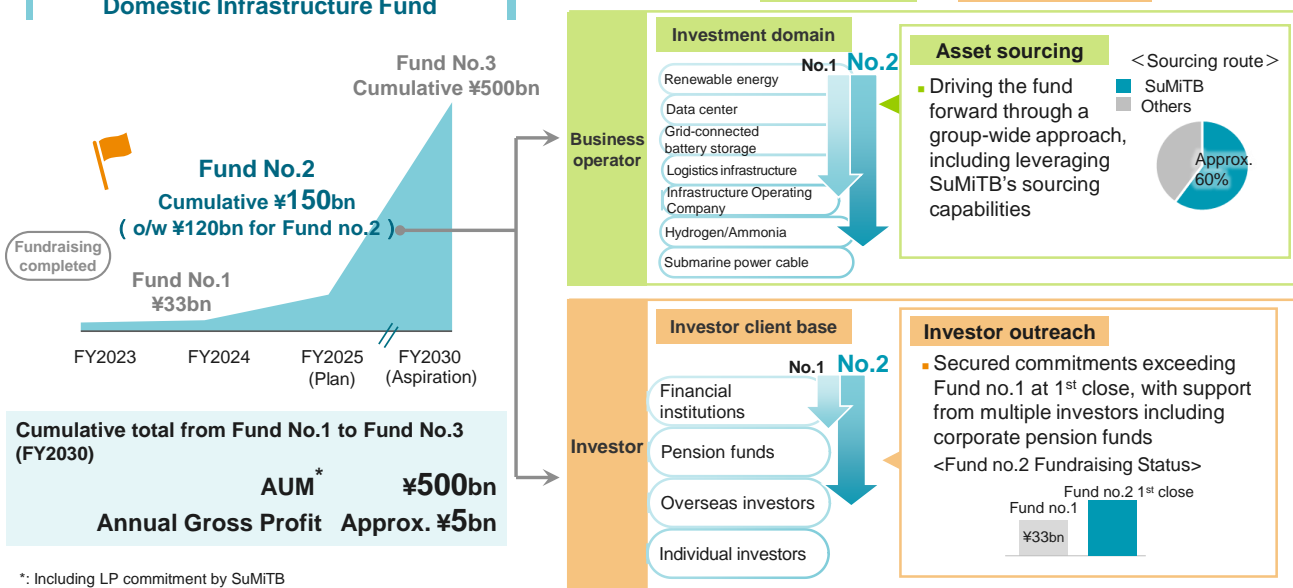 Domestic Infrastructure Fund
Fund No.3
Cumulative ¥500bn
Fund No.2
Cumulative ¥150bn
( o/w ¥120bn for Fund no.2 )
Fundraising
completed
Fund No.1
¥33bn
FY2023
FY2024
FY2025
(Plan)
FY2030
(Aspiration)
Cumulative total from Fund No.1 to Fund No.3
(FY2030)
AUM* ¥500bn
Annual Gross Profit Approx. ¥5bn
*: Including LP commitment by SuMiTB
Business
operator
Investment domain
No.1 No.2
Renewable energy
Data center
Grid-connected
battery storage
Logistics infrastructure
Infrastructure Operating
Company
Hydrogen/Ammonia
Submarine power cable
Asset sourcing
▪ Driving the fund
forward through a
group-wide approach,
including leveraging
SuMiTB’s sourcing
capabilities
＜Sourcing route＞
SuMiTB
Others
Approx.
60%
Investor
Investor client base
No.1 No.2
Financial
institutions
Pension funds
Overseas investors
Individual investors
Investor outreach
▪ Secured commitments exceeding
Fund no.1 at 1st close, with support
from multiple investors including
corporate pension funds
<Fund no.2 Fundraising Status>
Fund no.2 1st close
Fund no.1
¥33bn